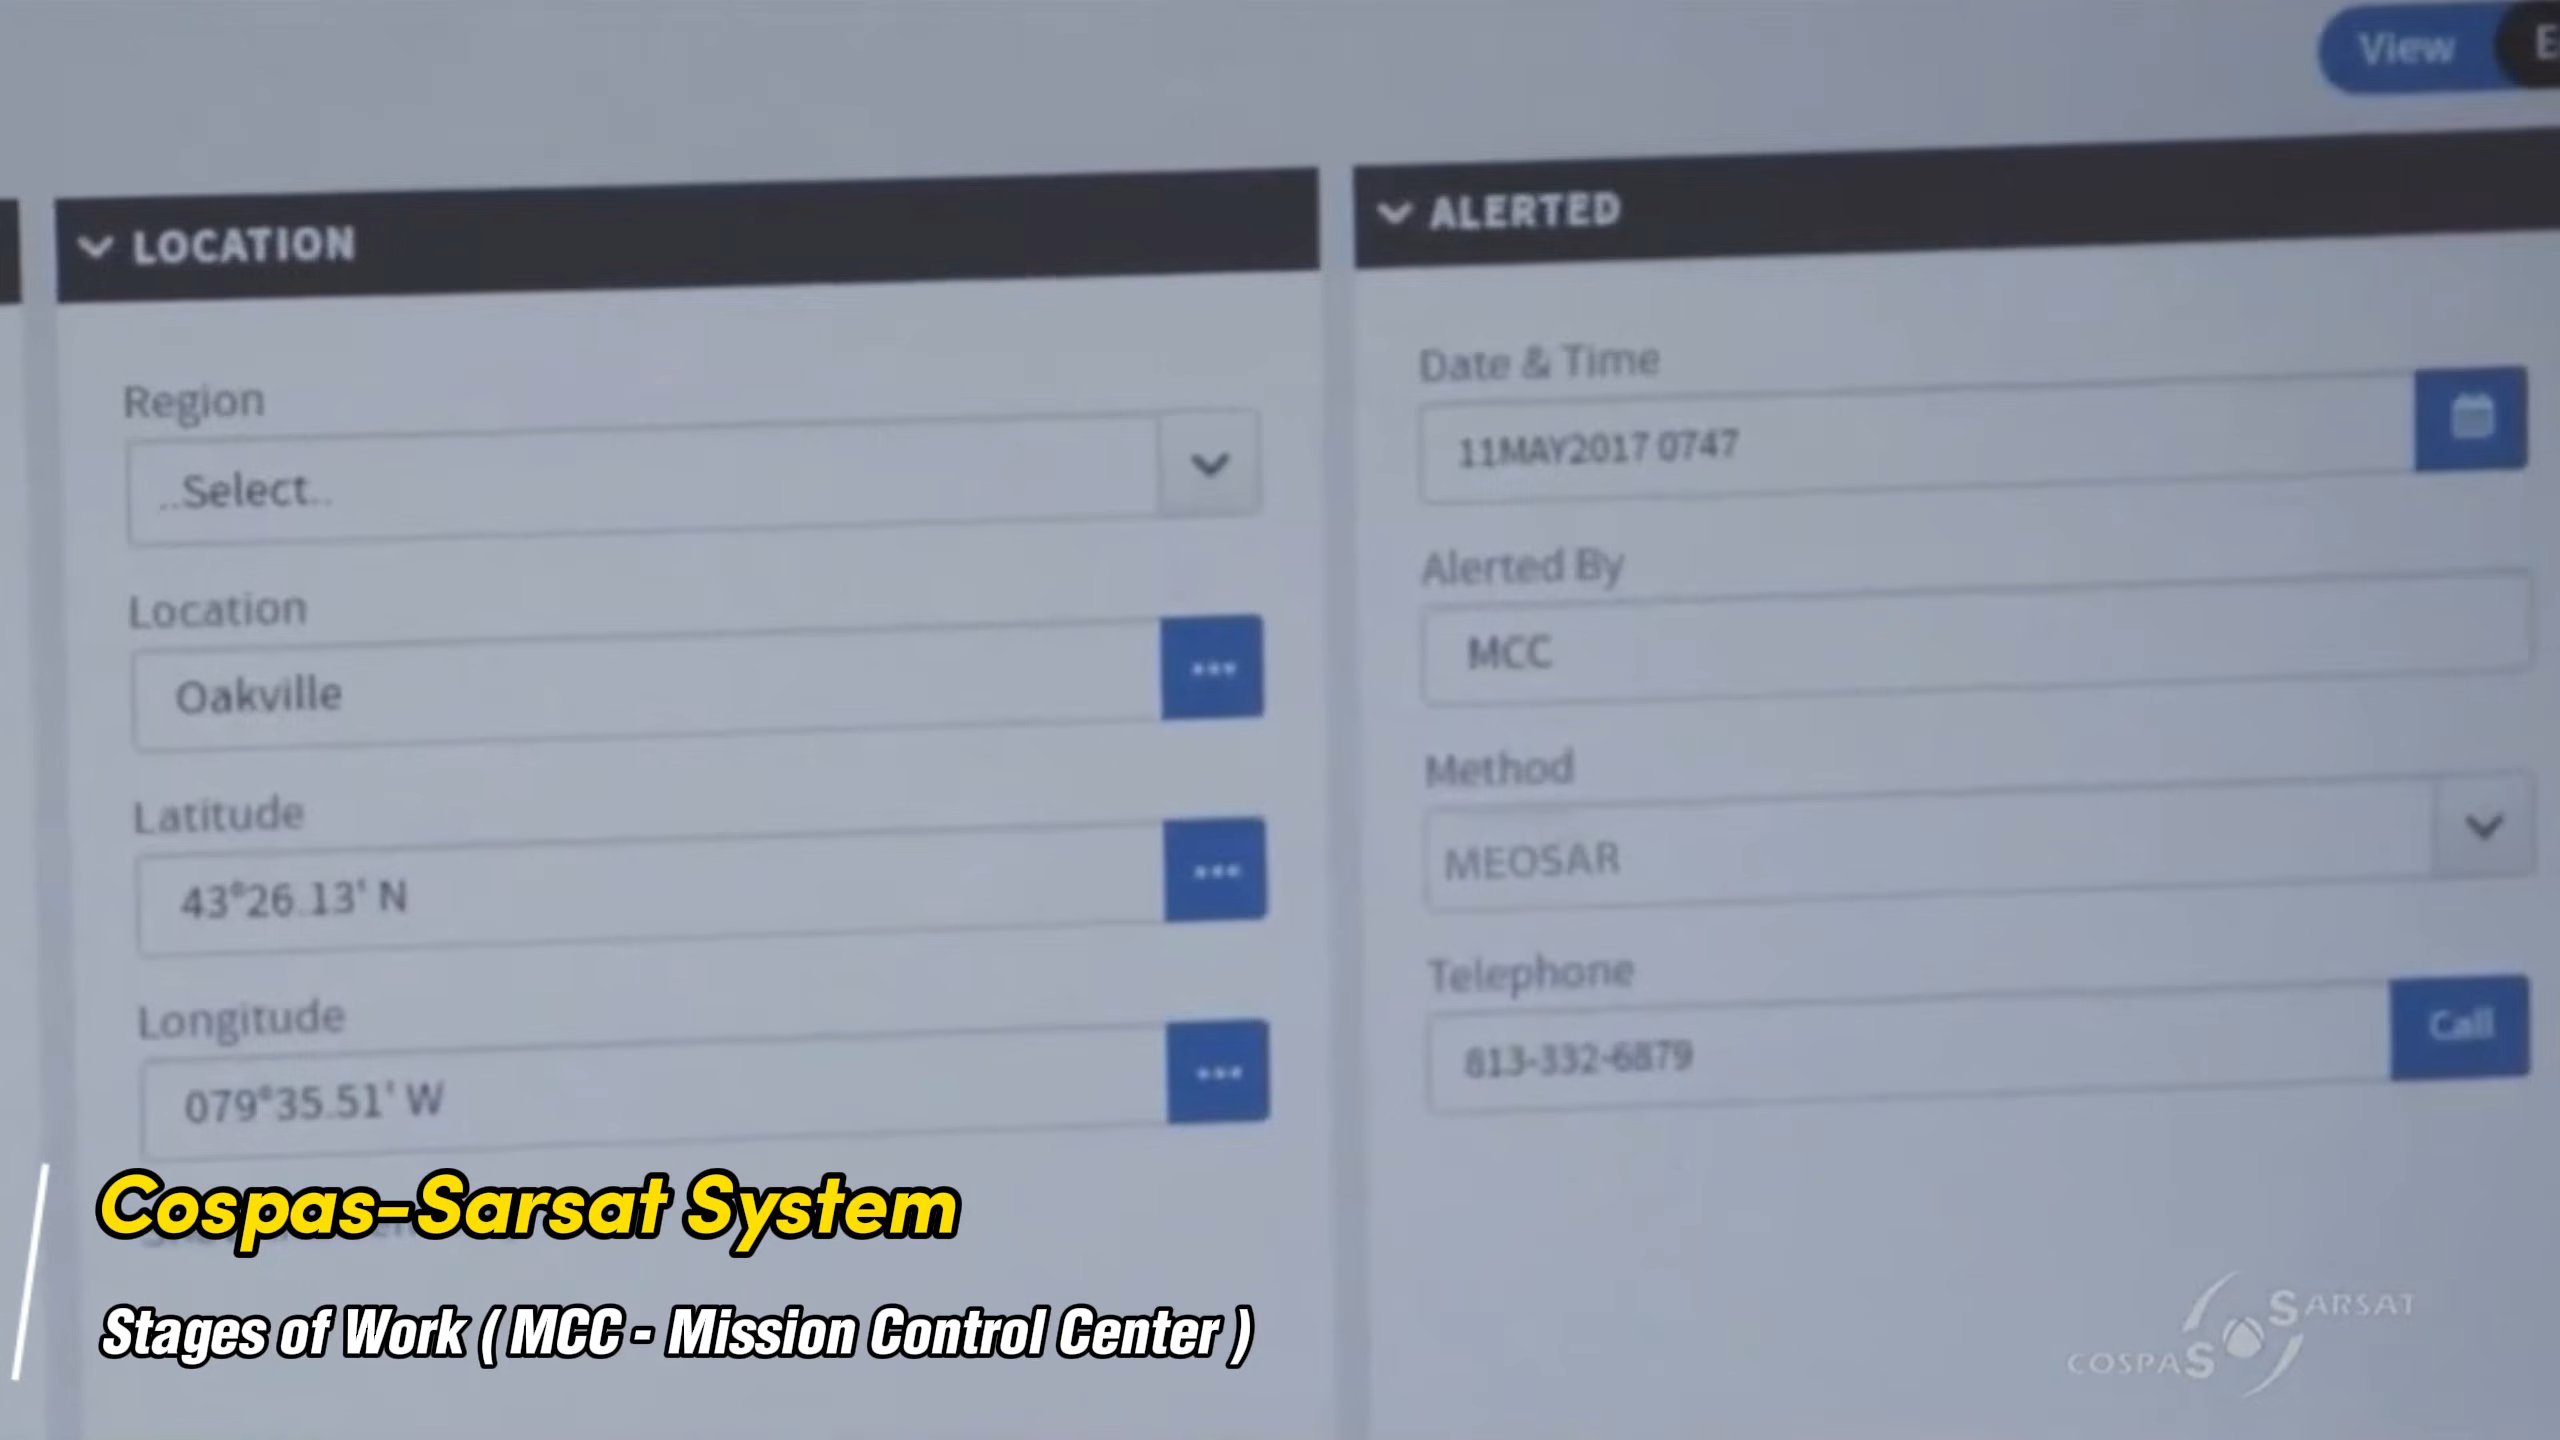 View
LOCATION
Region
..Select..
Location
Oakville
Latitude
43°26.13' N
Longitude
079°35.51' W
ALERTED
Date & Time
11MAY2017 0747
Alerted By
MCC
Method
MEOSAR
Telephone
813-332-6879
Call
Cospas-Sarsat System
Stages of Work ( MCC - Mission Control Center )
COSPAS SARSAT